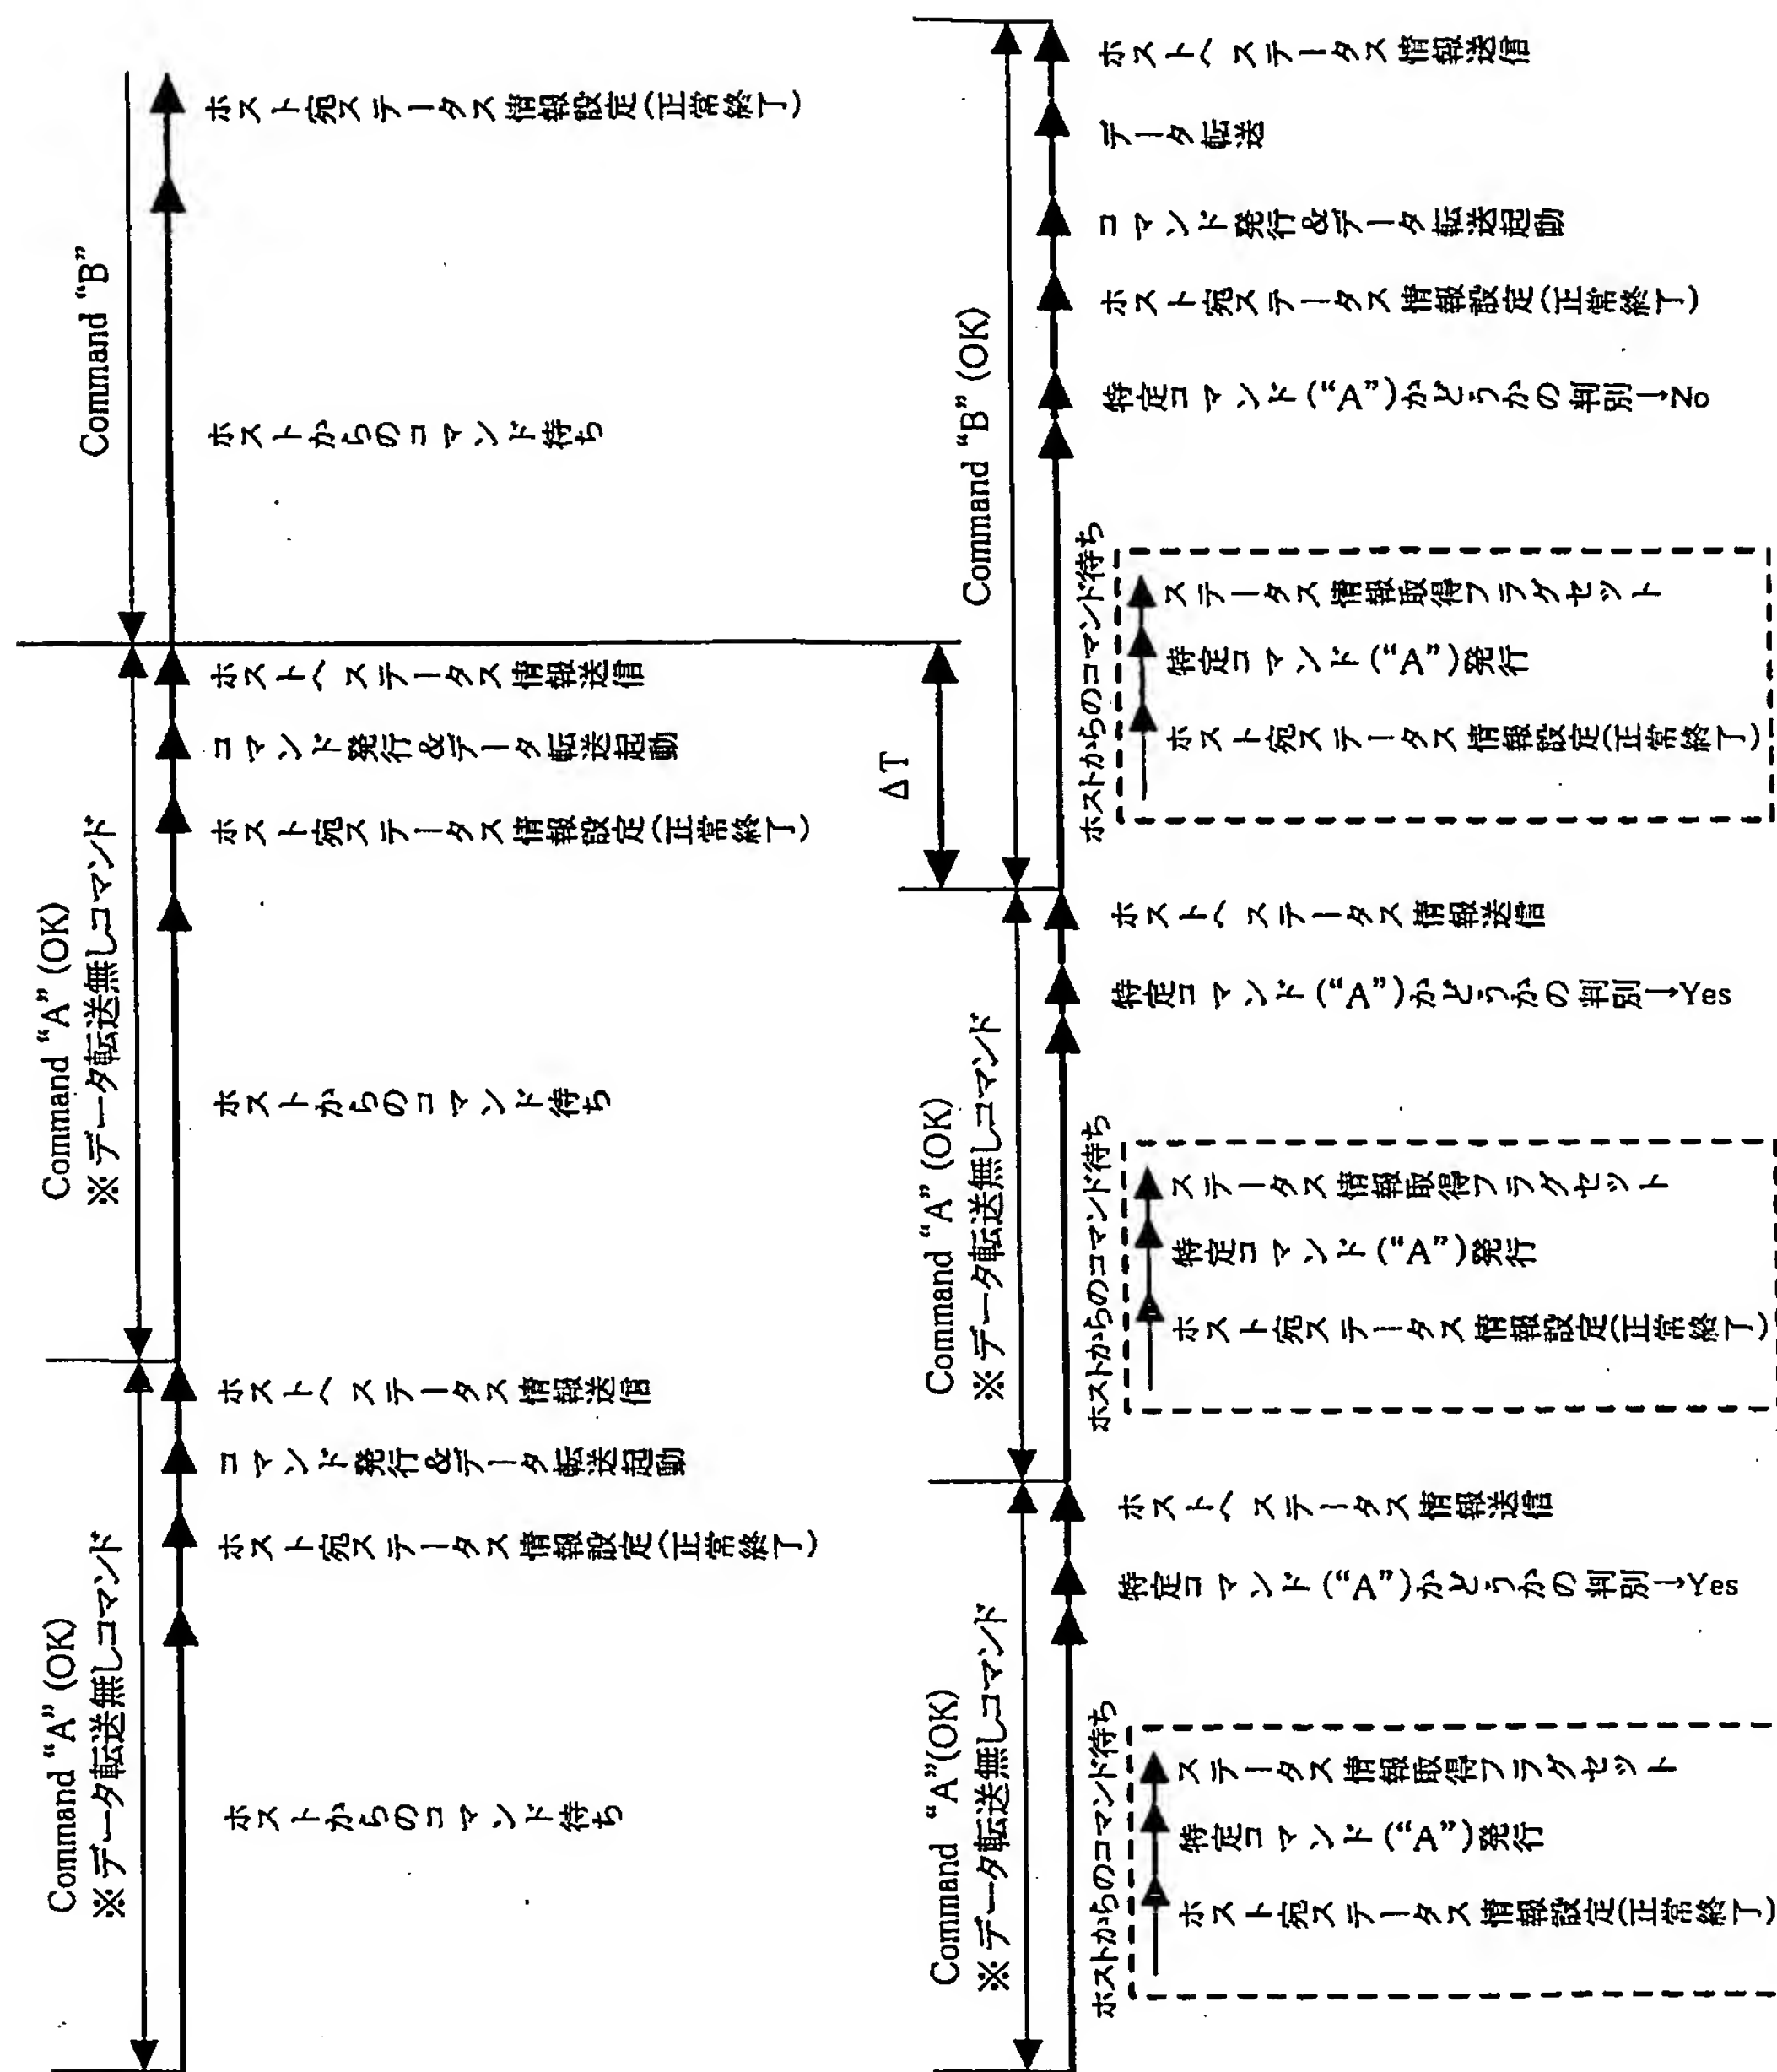 Command “A” (OK)
※データ転送無しコマンド
Command “A” (OK)
※データ転送無しコマンド
Command “B”
ホストからのコマンド待ち
ホスト宛ステータス情報設定(正常終了)
コマンド発行&データ転送起動
ホストへステータス情報送信
ホストからのコマンド待ち
ホスト宛ステータス情報設定(正常終了)
コマンド発行&データ転送起動
ホストへステータス情報送信
ホストからのコマンド待ち
ホスト宛ステータス情報設定(正常終了)
ΔT
Command “A”(OK)
※データ転送無しコマンド
Command “A” (OK)
※データ転送無しコマンド
Command “B” (OK)
ホストからのコマンド待ち
ホスト宛ステータス情報設定(正常終了)
特定コマンド(“A”)発行
ステータス情報取得フラグセット
特定コマンド(“A”)かどうかの判別→Yes
ホストへステータス情報送信
ホストからのコマンド待ち
ホスト宛ステータス情報設定(正常終了)
特定コマンド(“A”)発行
ステータス情報取得フラグセット
特定コマンド(“A”)かどうかの判別→Yes
ホストへステータス情報送信
ホストからのコマンド待ち
ホスト宛ステータス情報設定(正常終了)
特定コマンド(“A”)発行
ステータス情報取得フラグセット
特定コマンド(“A”)かどうかの判別→No
ホスト宛ステータス情報設定(正常終了)
コマンド発行&データ転送起動
データ転送
ホストへステータス情報送信